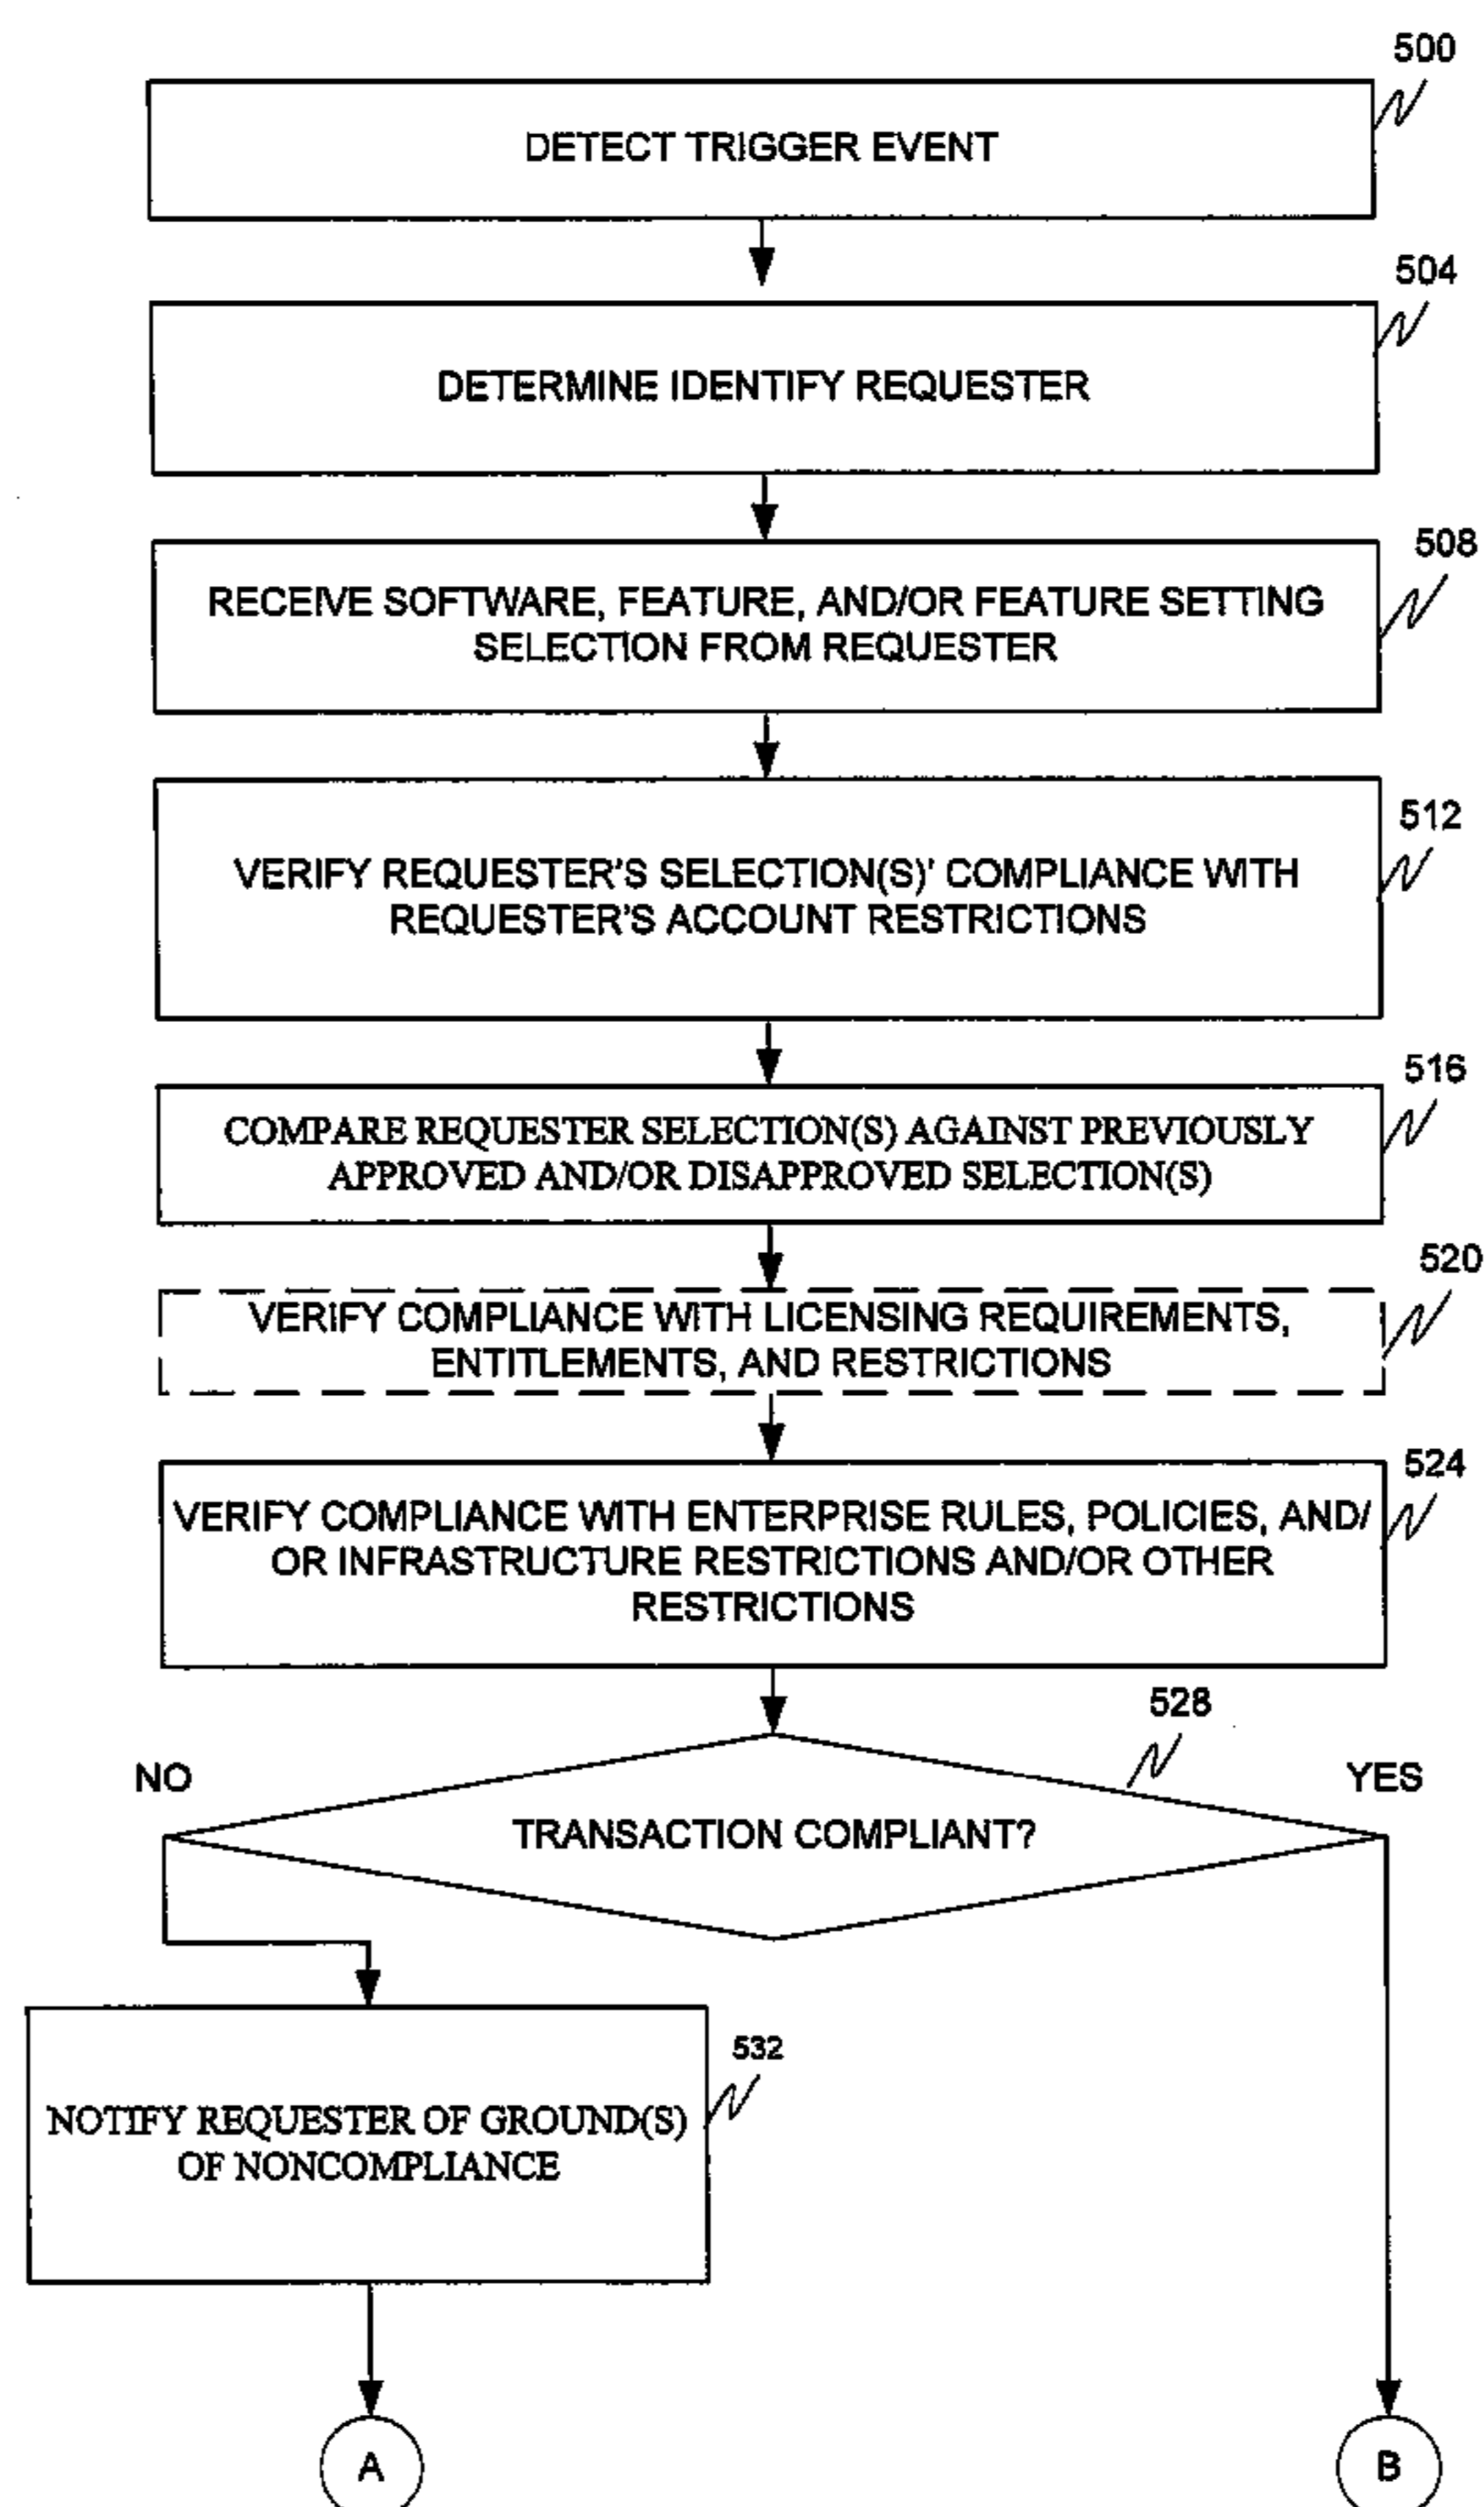 500
DETECT TRIGGER EVENT
504
DETERMINE IDENTIFY REQUESTER
508
RECEIVE SOFTWARE, FEATURE, AND/OR FEATURE SETTING
SELECTION FROM REQUESTER
512
VERIFY REQUESTER'S SELECTION(S)' COMPLIANCE WITH
REQUESTER'S ACCOUNT RESTRICTIONS
516
COMPARE REQUESTER SELECTION(S) AGAINST PREVIOUSLY
APPROVED AND/OR DISAPPROVED SELECTION(S)
520
VERIFY COMPLIANCE WITH LICENSING REQUIREMENTS,
ENTITLEMENTS, AND RESTRICTIONS
524
VERIFY COMPLIANCE WITH ENTERPRISE RULES, POLICIES, AND/
OR INFRASTRUCTURE RESTRICTIONS AND/OR OTHER
RESTRICTIONS
528
NO
YES
TRANSACTION COMPLIANT?
532
NOTIFY REQUESTER OF GROUND(S)
OF NONCOMPLIANCE
A
B